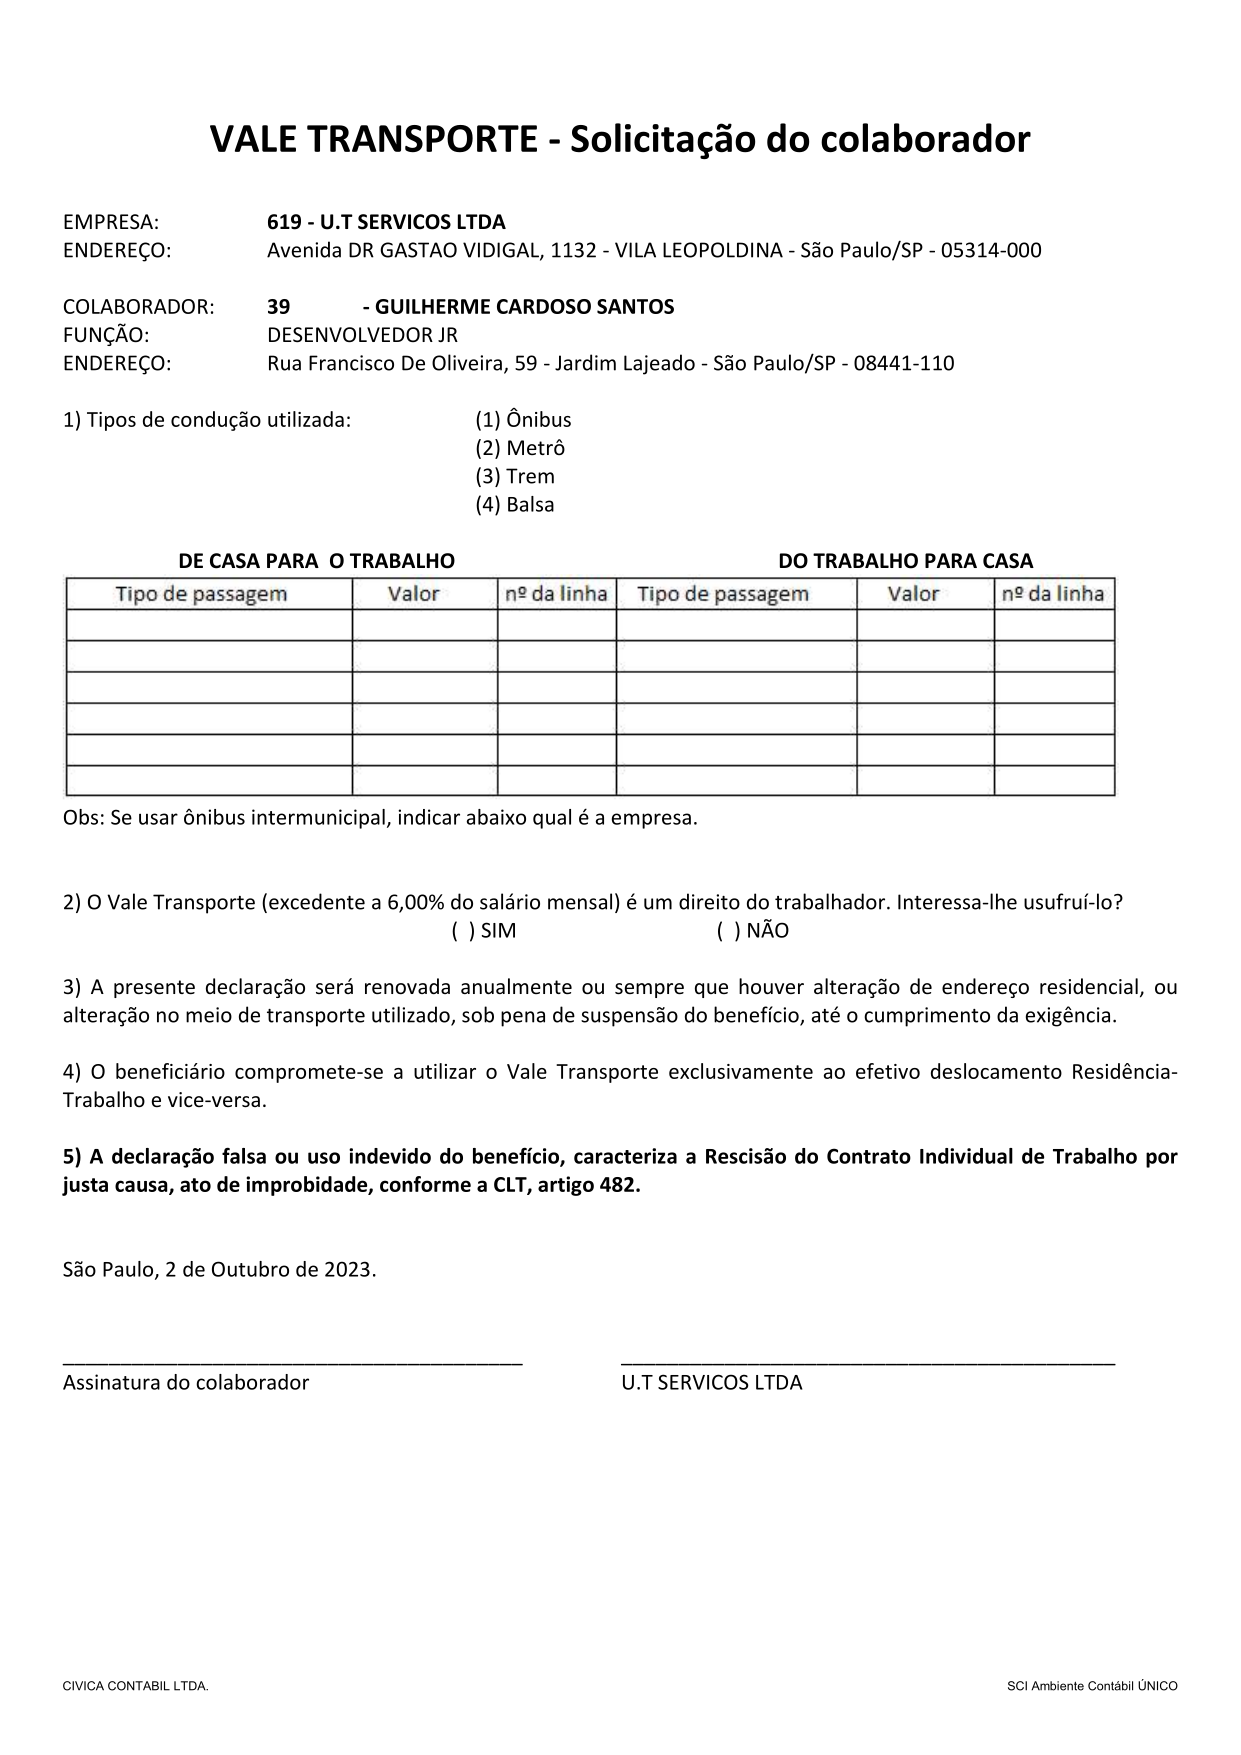 VALE TRANSPORTE - Solicitação do colaborador
EMPRESA: 619 - U.T SERVICOS LTDA
ENDEREÇO: Avenida DR GASTAO VIDIGAL, 1132 - VILA LEOPOLDINA - São Paulo/SP - 05314-000
COLABORADOR: 39 - GUILHERME CARDOSO SANTOS
FUNÇÃO: DESENVOLVEDOR JR
ENDEREÇO: Rua Francisco De Oliveira, 59 - Jardim Lajeado - São Paulo/SP - 08441-110
1) Tipos de condução utilizada: (1) Ônibus
(2) Metrô
(3) Trem
(4) Balsa
DE CASA PARA O TRABALHO DO TRABALHO PARA CASA
Tipo de passagem Valor nº da linha Tipo de passagem Valor nº da linha
Obs: Se usar ônibus intermunicipal, indicar abaixo qual é a empresa.
2) O Vale Transporte (excedente a 6,00% do salário mensal) é um direito do trabalhador. Interessa-lhe usufruí-lo?
( ) SIM ( ) NÃO
3) A presente declaração será renovada anualmente ou sempre que houver alteração de endereço residencial, ou
alteração no meio de transporte utilizado, sob pena de suspensão do benefício, até o cumprimento da exigência.
4) O beneficiário compromete-se a utilizar o Vale Transporte exclusivamente ao efetivo deslocamento Residência-
Trabalho e vice-versa.
5) A declaração falsa ou uso indevido do benefício, caracteriza a Rescisão do Contrato Individual de Trabalho por
justa causa, ato de improbidade, conforme a CLT, artigo 482.
São Paulo, 2 de Outubro de 2023.
Assinatura do colaborador U.T SERVICOS LTDA
CIVICA CONTABIL LTDA. SCI Ambiente Contábil ÚNICO